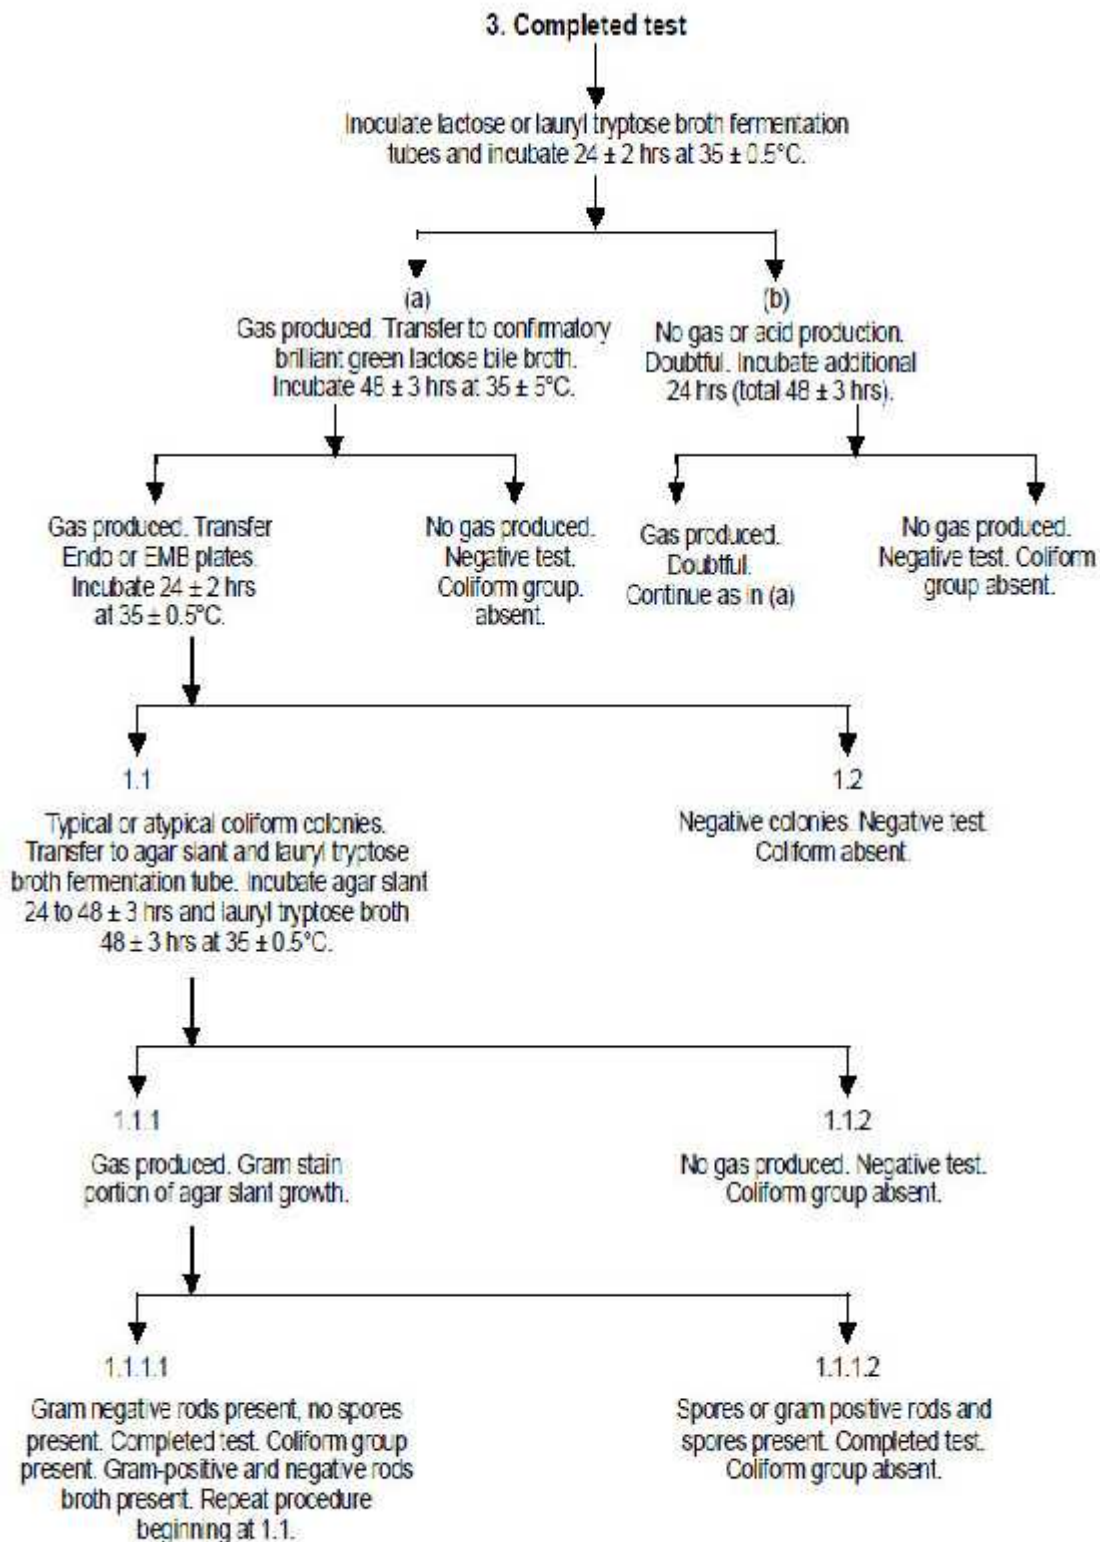 3. Completed test
Inoculate lactose or lauryl tryptose broth fermentation
tubes and incubate 24 ± 2 hrs at 35 ± 0.5°C.
(a)
Gas produced. Transfer to confirmatory
brilliant green lactose bile broth.
Incubate 48 ± 3 hrs at 35 ± 5°C.
(b)
No gas or acid production.
Doubtful. Incubate additional
24 hrs (total 48 ± 3 hrs).
Gas produced. Transfer
Endo or EMB plates.
Incubate 24 ± 2 hrs
at 35 ± 0.5°C.
No gas produced.
Negative test.
Coliform group.
absent.
Gas produced.
Doubtful.
Continue as in (a)
No gas produced.
Negative test. Coliform
group absent.
1.1
Typical or atypical coliform colonies.
Transfer to agar slant and lauryl tryptose
broth fermentation tube. Incubate agar slant
24 to 48 ± 3 hrs and lauryl tryptose broth
48 ± 3 hrs at 35 ± 0.5°C.
1.2
Negative colonies. Negative test.
Coliform absent.
1.1.1
Gas produced. Gram stain
portion of agar slant growth.
1.1.2
No gas produced. Negative test.
Coliform group absent.
1.1.1.1
Gram negative rods present, no spores
present. Completed test. Coliform group
present. Gram-positive and negative rods
broth present. Repeat procedure
beginning at 1.1.
1.1.1.2
Spores or gram positive rods and
spores present. Completed test.
Coliform group absent.